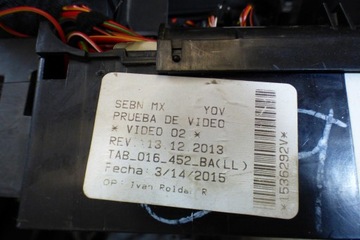 SEBN MX YOV
PRUEBA DE VIDEO
* VIDEO 02 *
REV. :13.12 2013
TAB_016_452_BA(LL)
Fecha: 3/14/2015
OP: Ivan Roldan R
*536292V*